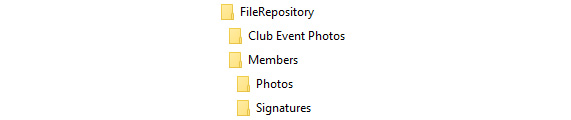 FileRepository
Club Event Photos
Members
Photos
Signatures